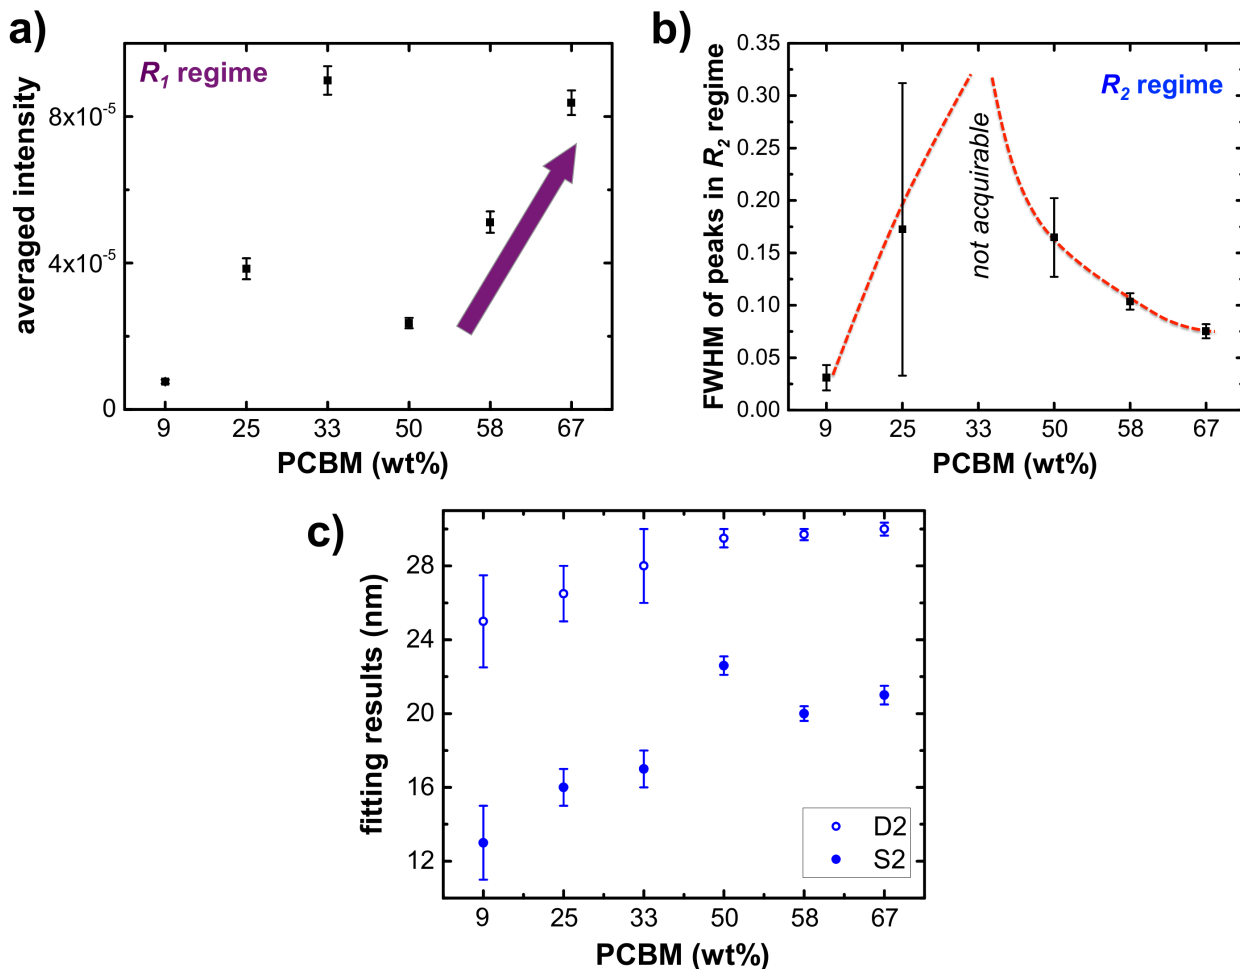 a)
R₁ regime
averaged intensity
8x10⁻⁵
4x10⁻⁵
0
9 25 33 50 58 67
PCBM (wt%)
b)
R₂ regime
FWHM of peaks in R₂ regime
0.35
0.30
0.25
0.20
0.15
0.10
0.05
0.00
not acquirable
9 25 33 50 58 67
PCBM (wt%)
c)
fitting results (nm)
28
24
20
16
12
D2
S2
9 25 33 50 58 67
PCBM (wt%)